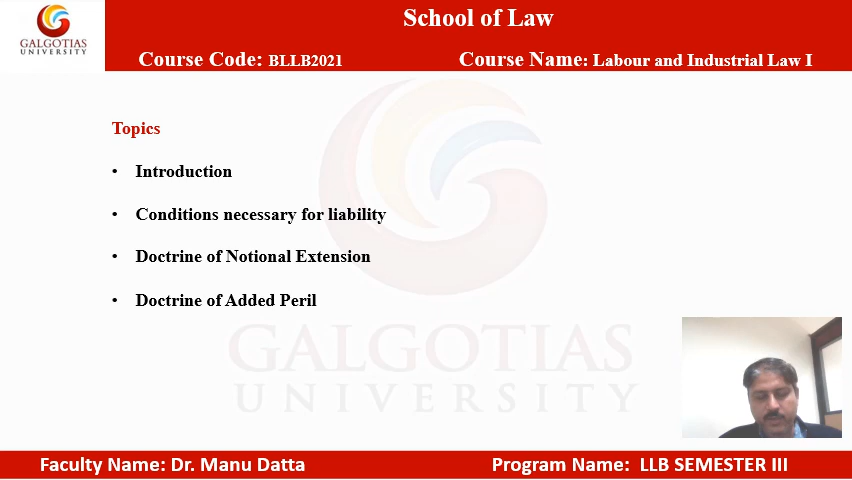 School of Law
GALGOTIAS
UNIVERSITY
Course Code: BLLB2021
Course Name: Labour and Industrial Law I
Topics
• Introduction
• Conditions necessary for liability
• Doctrine of Notional Extension
• Doctrine of Added Peril
GALGOTIAS
UNIVERSITY
Faculty Name: Dr. Manu Datta
Program Name: LLB SEMESTER III